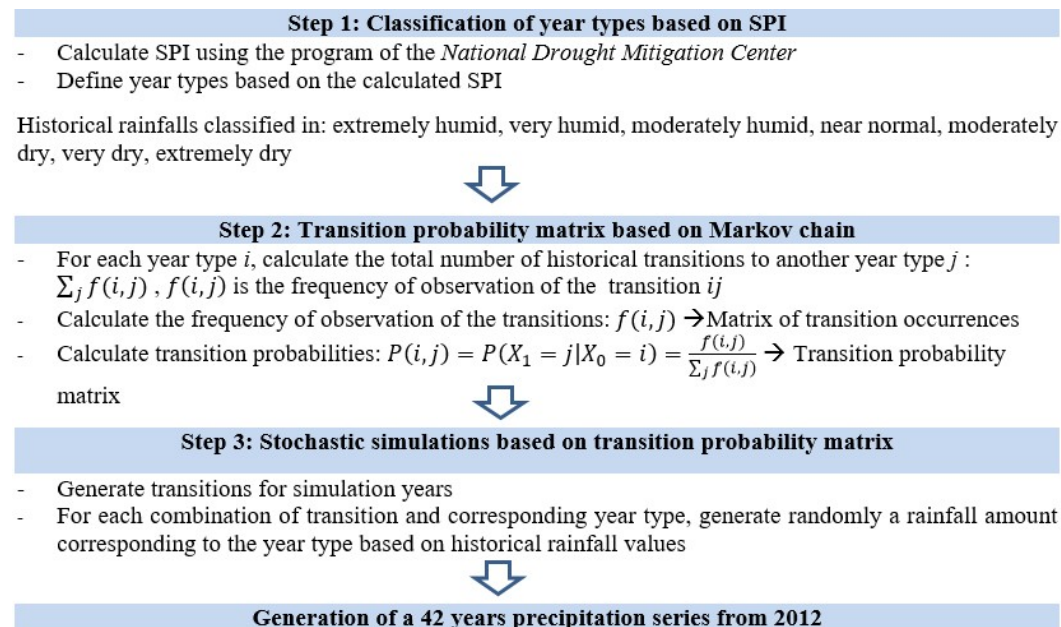 Step 1: Classification of year types based on SPI
- Calculate SPI using the program of the National Drought Mitigation Center
- Define year types based on the calculated SPI
Historical rainfalls classified in: extremely humid, very humid, moderately humid, near normal, moderately
dry, very dry, extremely dry
Step 2: Transition probability matrix based on Markov chain
- For each year type i, calculate the total number of historical transitions to another year type j :
∑_j f(i,j) , f(i,j) is the frequency of observation of the transition ij
- Calculate the frequency of observation of the transitions: f(i,j) → Matrix of transition occurrences
- Calculate transition probabilities: P(i,j) = P(X_1 = j|X_0 = i) = f(i,j) / ∑_j f(i,j) → Transition probability
matrix
Step 3: Stochastic simulations based on transition probability matrix
- Generate transitions for simulation years
- For each combination of transition and corresponding year type, generate randomly a rainfall amount
corresponding to the year type based on historical rainfall values
Generation of a 42 years precipitation series from 2012